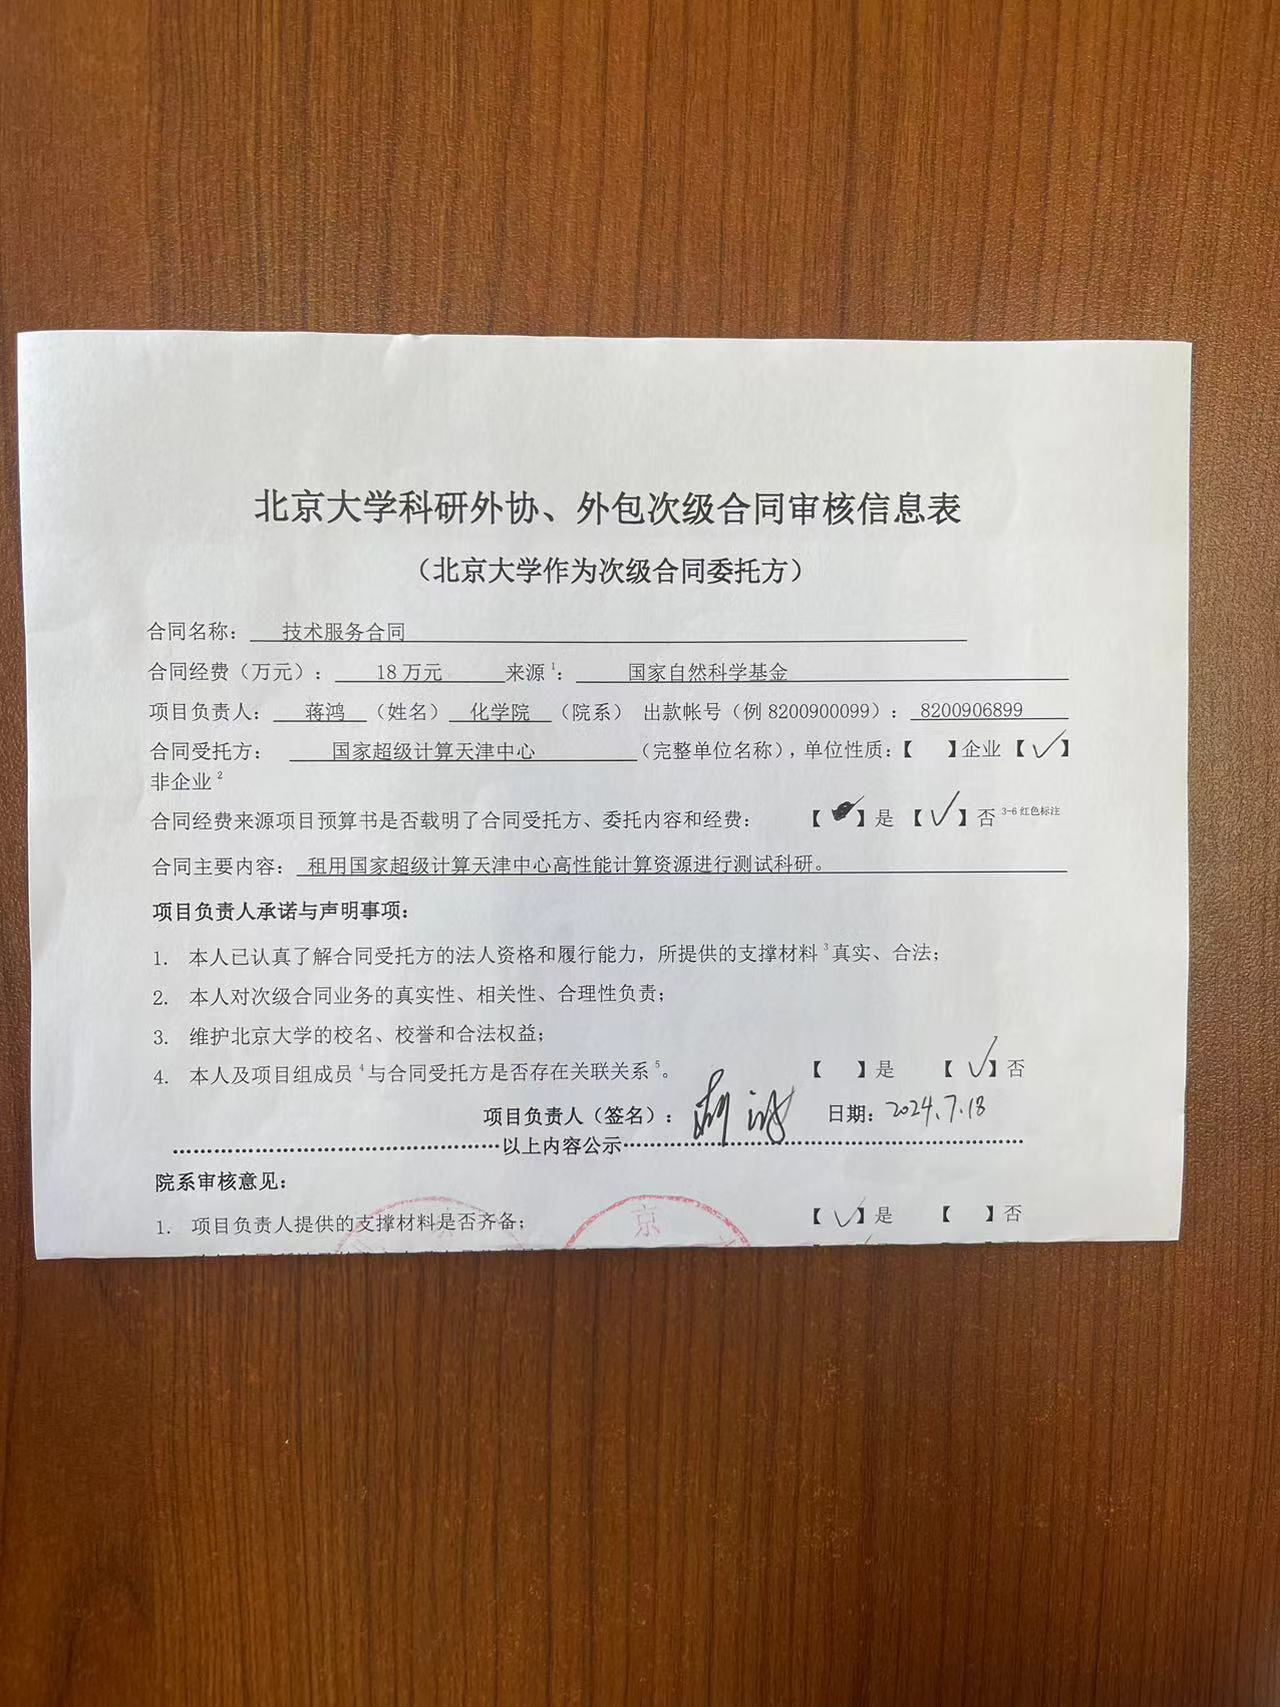 北京大学科研外协、外包次级合同审核信息表
（北京大学作为次级合同委托方）
合同名称： 技术服务合同
合同经费（万元）： 18 万元 来源1： 国家自然科学基金
项目负责人： 蒋鸿 （姓名） 化学院 （院系） 出款帐号（例 8200900099）： 8200906899
合同受托方： 国家超级计算天津中心 （完整单位名称），单位性质：【 】企业 【√】
非企业2
合同经费来源项目预算书是否载明了合同受托方、委托内容和经费： 【 】是 【√】否 3-6 红色标注
合同主要内容： 租用国家超级计算天津中心高性能计算资源进行测试科研。
项目负责人承诺与声明事项：
1. 本人已认真了解合同受托方的法人资格和履行能力，所提供的支撑材料3真实、合法；
2. 本人对次级合同业务的真实性、相关性、合理性负责；
3. 维护北京大学的校名、校誉和合法权益；
4. 本人及项目组成员4与合同受托方是否存在关联关系5。 【 】是 【√】否
项目负责人（签名）： 蒋鸿 日期：2024.7.18
以上内容公示
院系审核意见：
1. 项目负责人提供的支撑材料是否齐备； 【√】是 【 】否
京